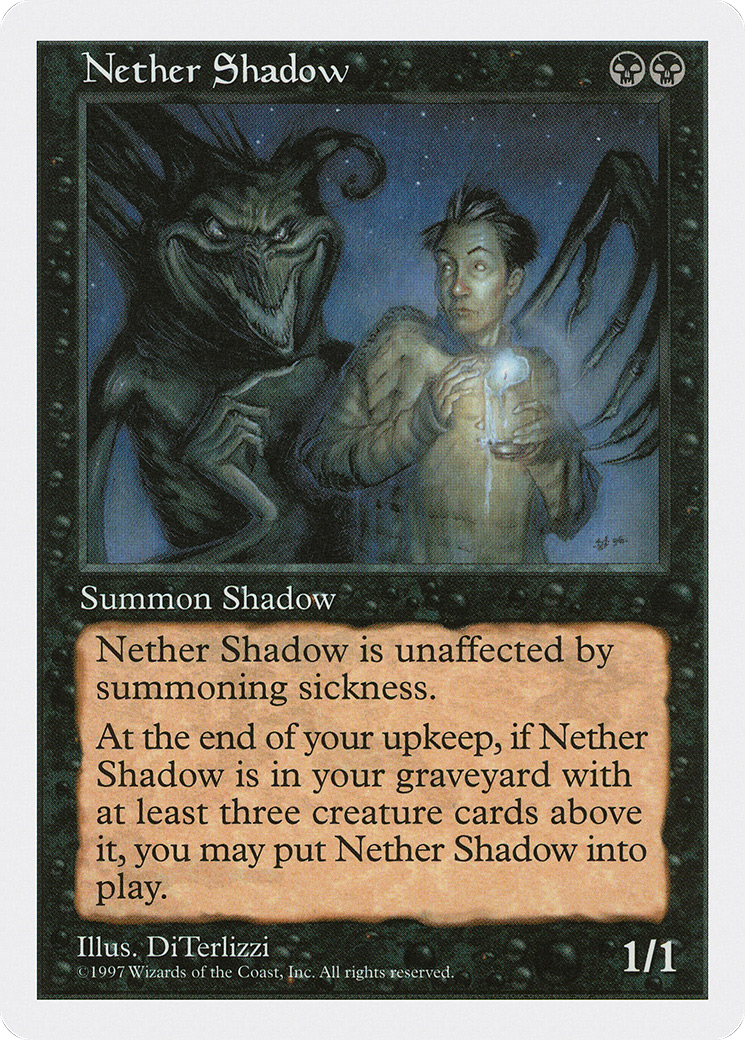 Nether Shadow
Summon Shadow
Nether Shadow is unaffected by
summoning sickness.
At the end of your upkeep, if Nether
Shadow is in your graveyard with
at least three creature cards above
it, you may put Nether Shadow into
play.
Illus. DiTerlizzi
1/1
©1997 Wizards of the Coast, Inc. All rights reserved.